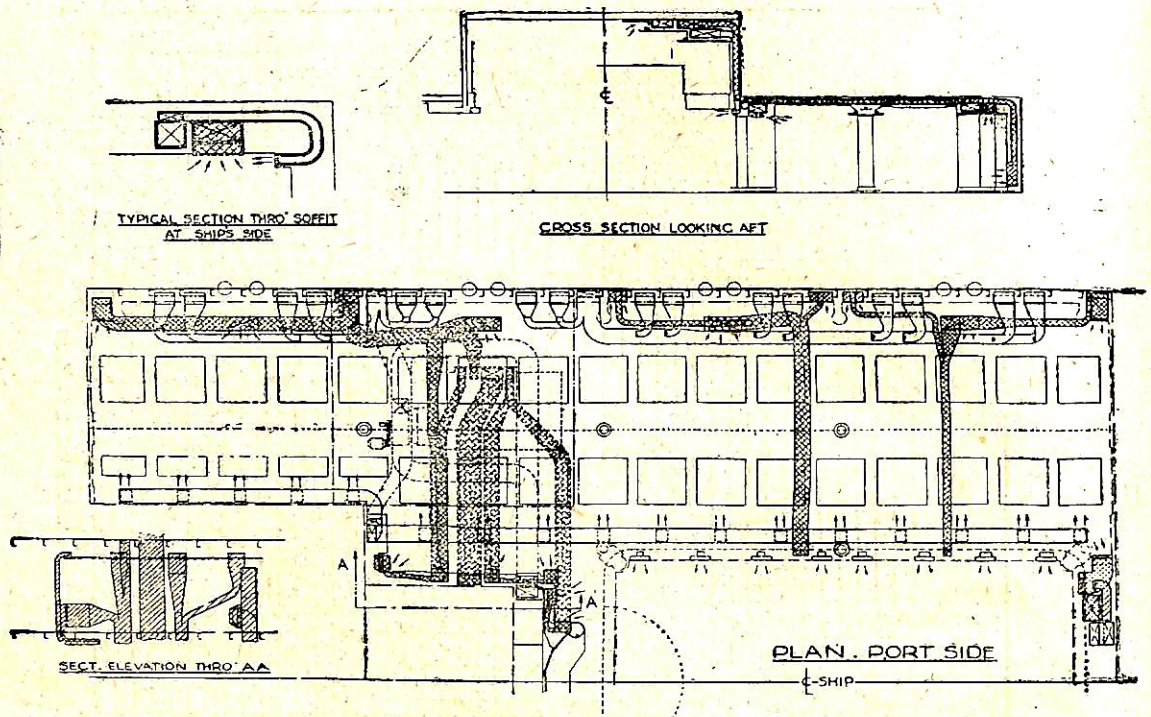 ℄
TYPICAL SECTION THRO' SOFFIT
AT SHIPS SIDE
CROSS SECTION LOOKING AFT
A
A
SECT. ELEVATION THRO' AA
PLAN. PORT SIDE
℄-SHIP